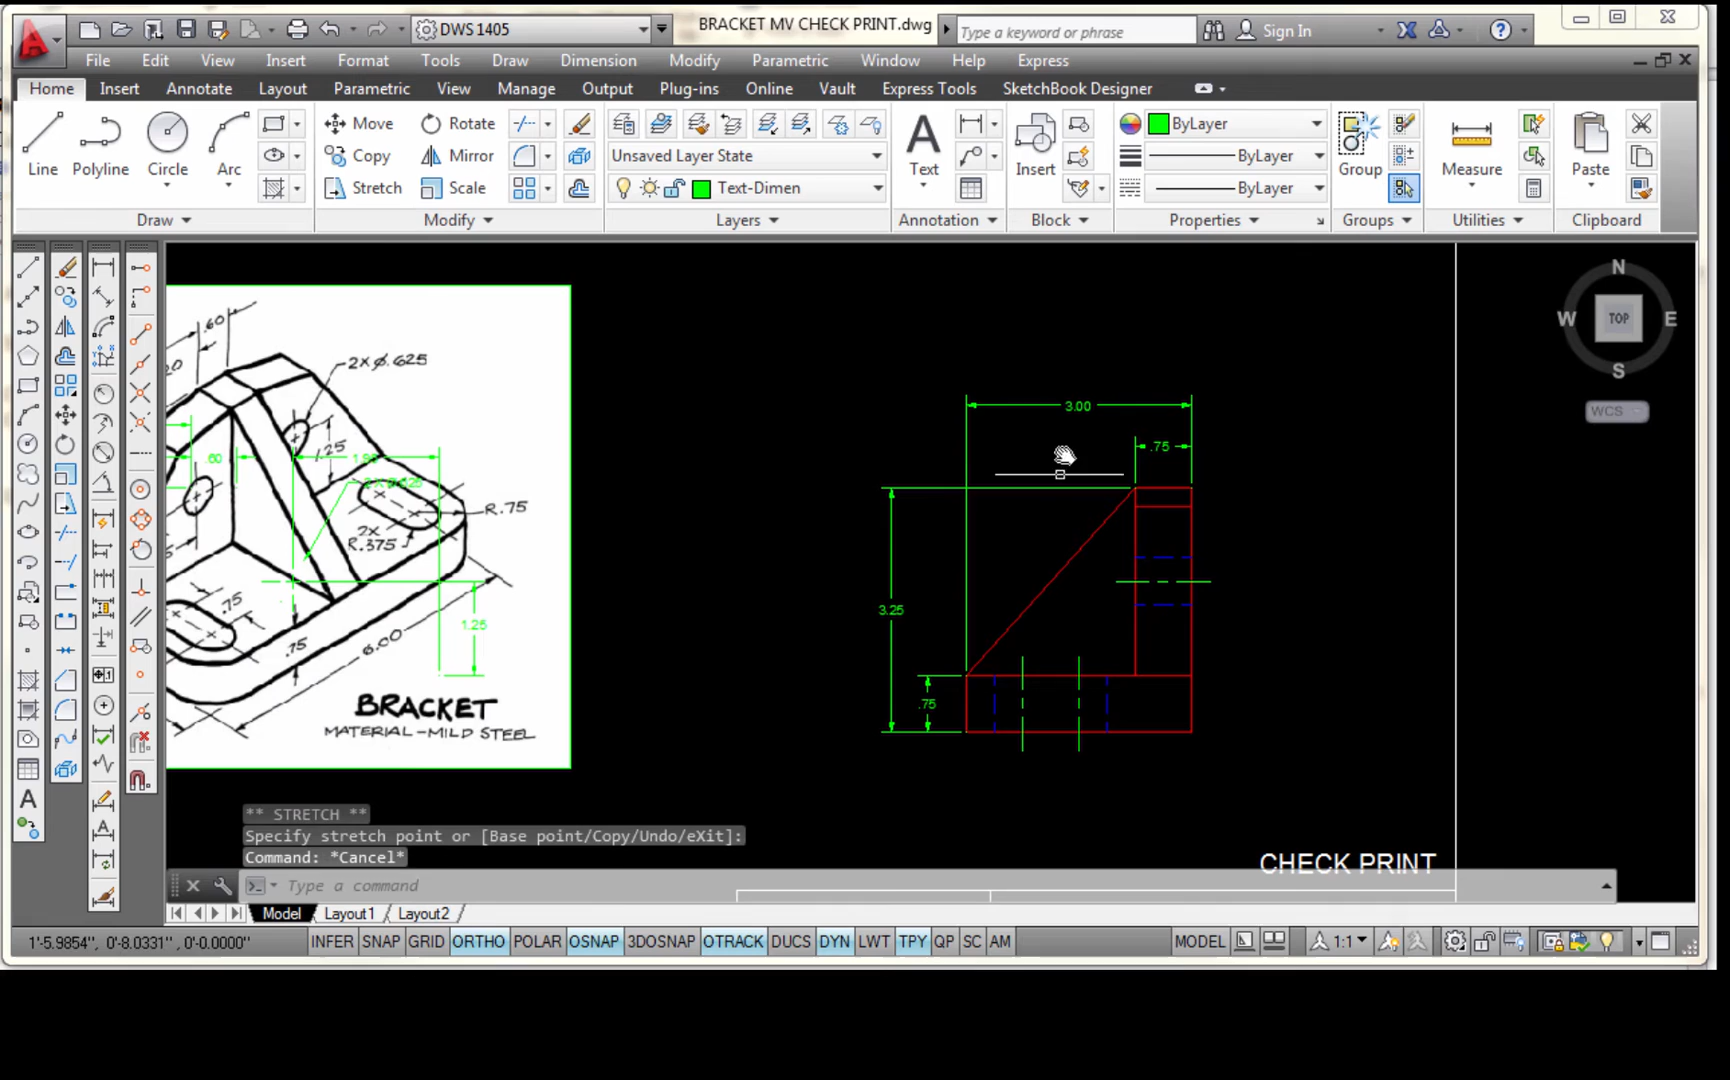 DWS 1405
BRACKET MV CHECK PRINT.dwg
Type a keyword or phrase
Sign In
File Edit View Insert Format Tools Draw Dimension Modify Parametric Window Help Express
Home Insert Annotate Layout Parametric View Manage Output Plug-ins Online Vault Express Tools SketchBook Designer
Line Polyline Circle Arc
Move Rotate
Copy Mirror
Stretch Scale
Unsaved Layer State
Text-Dimen
Text
Insert
ByLayer
ByLayer
ByLayer
Group
Measure
Paste
Draw Modify Layers Annotation Block Properties Groups Utilities Clipboard
N
W TOP E
S
WCS
.60
20
2X Ø.625
1.25
.60
2X Ø.625
R.75
2X
R.375
.75
.75
6.00
1.25
BRACKET
MATERIAL-MILD STEEL
3.00
.75
3.25
.75
** STRETCH **
Specify stretch point or [Base point/Copy/Undo/eXit]:
Command: *Cancel*
CHECK PRINT
Type a command
Model Layout1 Layout2
1'-5.9854", 0'-8.0331", 0'-0.0000"
INFER SNAP GRID ORTHO POLAR OSNAP 3DOSNAP OTRACK DUCS DYN LWT TPY QP SC AM
MODEL
1:1